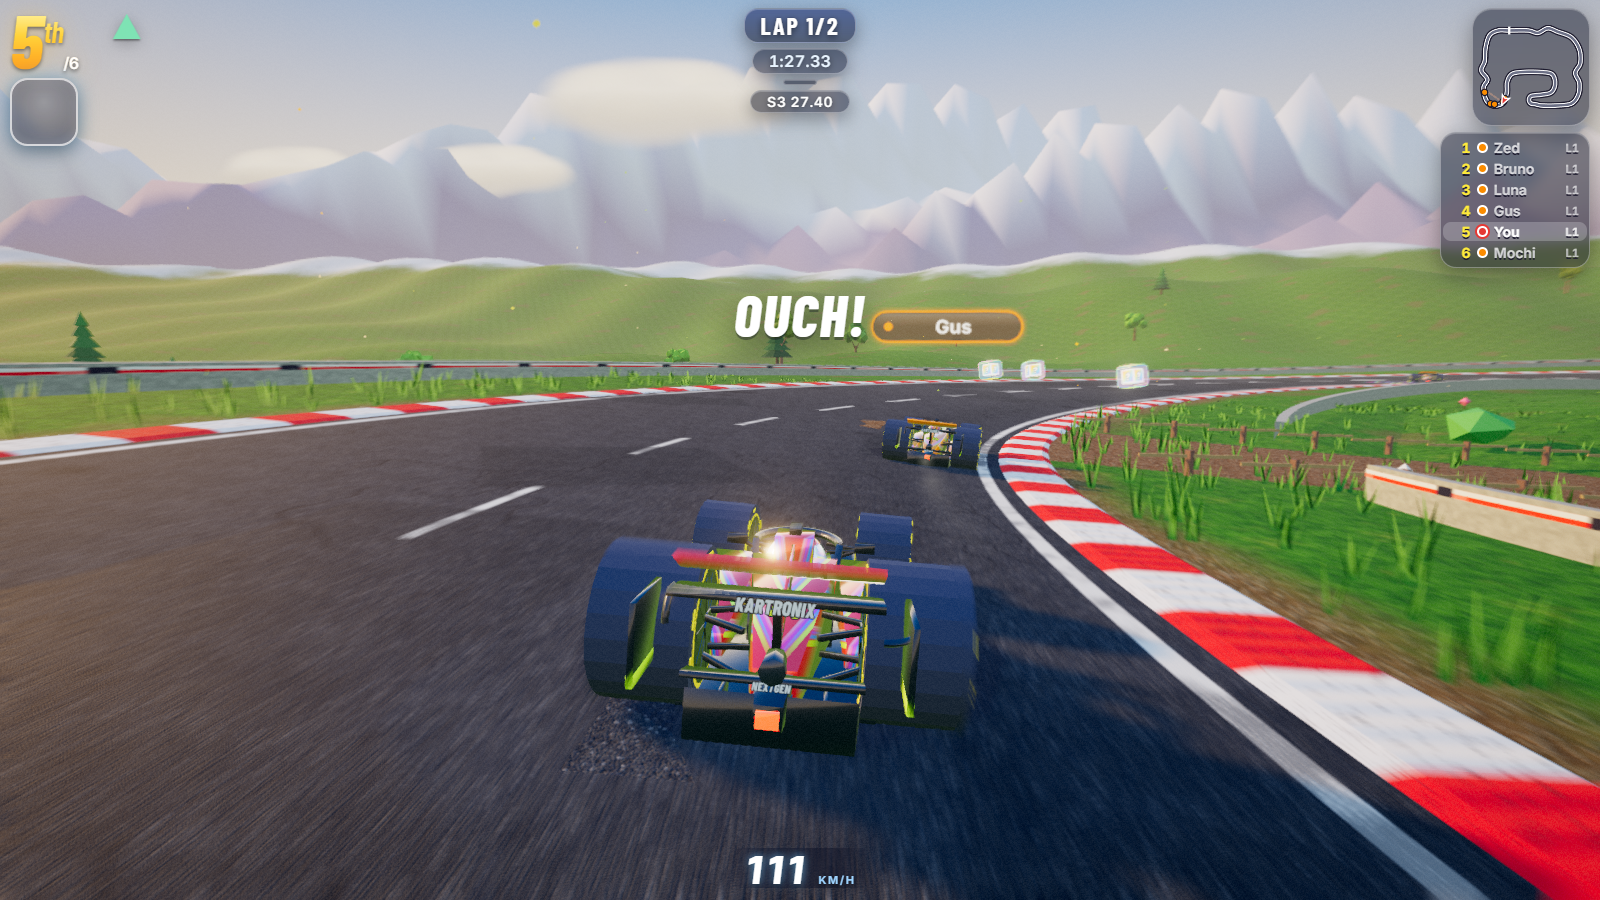 5th
/6
LAP 1/2
1:27.33
S3 27.40
1 Zed L1
2 Bruno L1
3 Luna L1
4 Gus L1
5 You L1
6 Mochi L1
OUCH!
Gus
KARTRONIX
NEXTGEN
111 KM/H